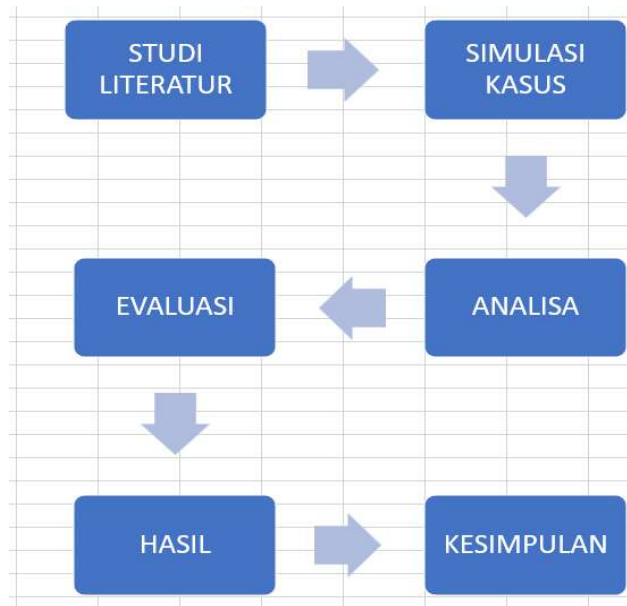 STUDI
LITERATUR
SIMULASI
KASUS
ANALISA
EVALUASI
HASIL
KESIMPULAN